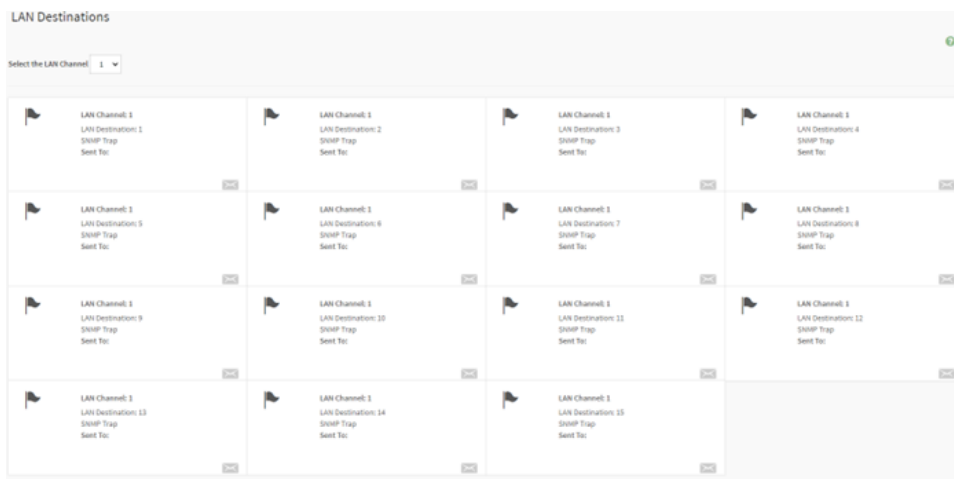 LAN Destinations
?
Select the LAN Channel 1
LAN Channel: 1
LAN Destination: 1
SNMP Trap
Sent To:
LAN Channel: 1
LAN Destination: 2
SNMP Trap
Sent To:
LAN Channel: 1
LAN Destination: 3
SNMP Trap
Sent To:
LAN Channel: 1
LAN Destination: 4
SNMP Trap
Sent To:
LAN Channel: 1
LAN Destination: 5
SNMP Trap
Sent To:
LAN Channel: 1
LAN Destination: 6
SNMP Trap
Sent To:
LAN Channel: 1
LAN Destination: 7
SNMP Trap
Sent To:
LAN Channel: 1
LAN Destination: 8
SNMP Trap
Sent To:
LAN Channel: 1
LAN Destination: 9
SNMP Trap
Sent To:
LAN Channel: 1
LAN Destination: 10
SNMP Trap
Sent To:
LAN Channel: 1
LAN Destination: 11
SNMP Trap
Sent To:
LAN Channel: 1
LAN Destination: 12
SNMP Trap
Sent To:
LAN Channel: 1
LAN Destination: 13
SNMP Trap
Sent To:
LAN Channel: 1
LAN Destination: 14
SNMP Trap
Sent To:
LAN Channel: 1
LAN Destination: 15
SNMP Trap
Sent To: